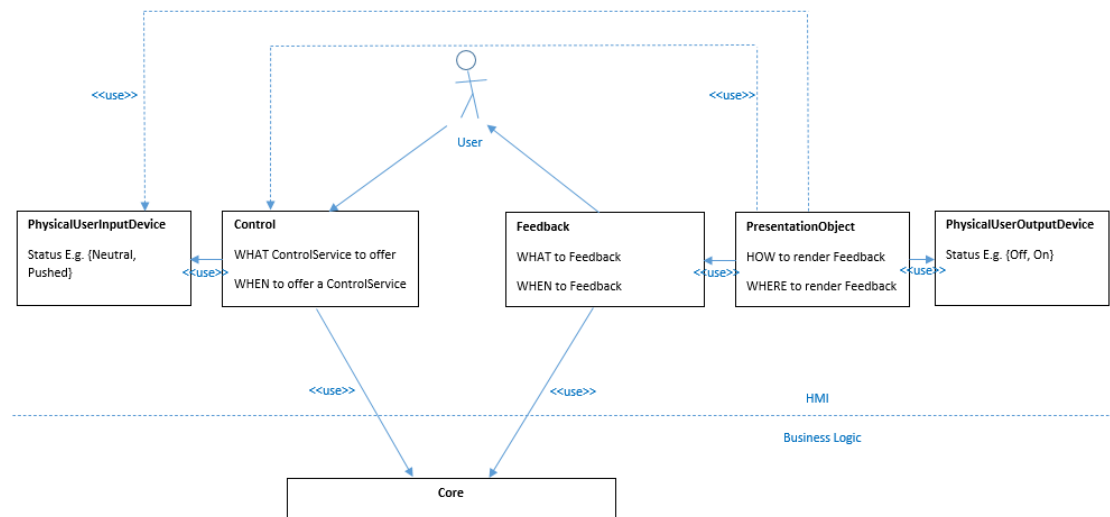 <<use>>
<<use>>
User
PhysicalUserInputDevice
Status E.g. {Neutral,
Pushed}
<<use>>
Control
WHAT ControlService to offer
WHEN to offer a ControlService
Feedback
WHAT to Feedback
WHEN to Feedback
<<use>>
PresentationObject
HOW to render Feedback
WHERE to render Feedback
<<use>>
PhysicalUserOutputDevice
Status E.g. {Off, On}
<<use>>
<<use>>
HMI
Business Logic
Core